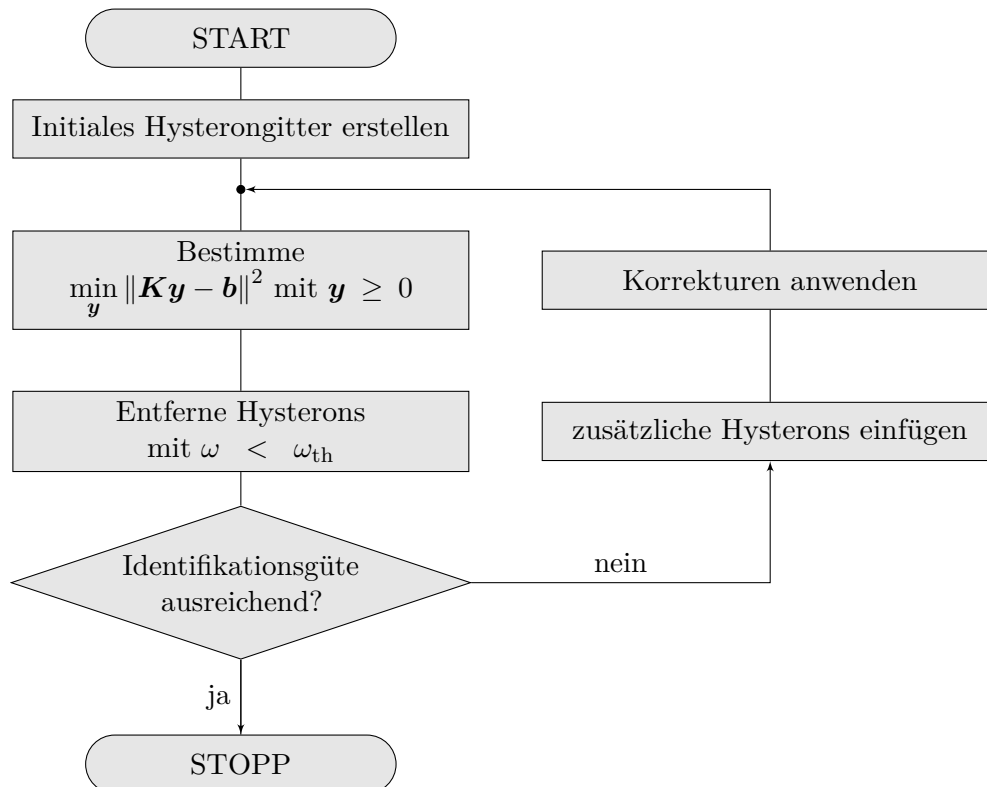 START
Initiales Hysterongitter erstellen
Bestimme
min_y ‖Ky − b‖² mit y ≥ 0
Entferne Hysterons
mit ω < ω_th
Identifikationsgüte
ausreichend?
nein
zusätzliche Hysterons einfügen
Korrekturen anwenden
ja
STOPP